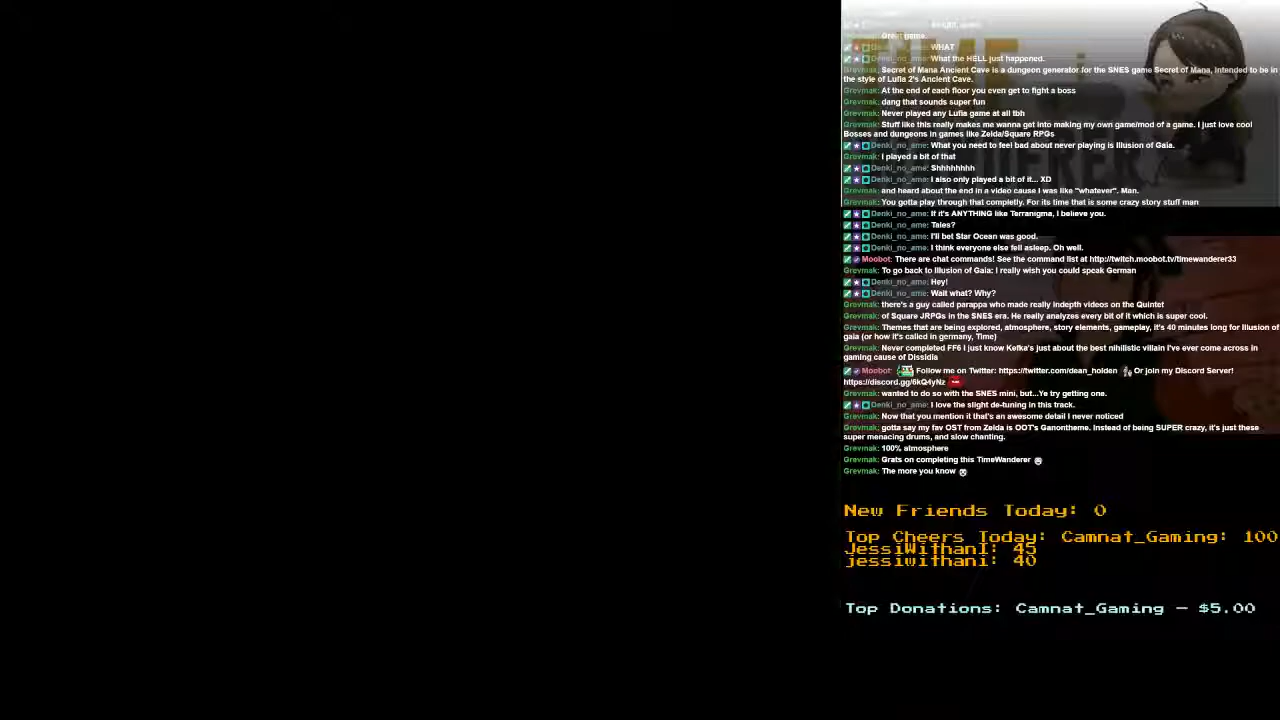 Great game.
WHAT
Denki_no_ame: What the HELL just happened.
Grevmak: Secret of Mana Ancient Cave is a dungeon generator for the SNES game Secret of Mana, intended to be in
the style of Lufia 2's Ancient Cave.
Grevmak: At the end of each floor you even get to fight a boss
Grevmak: dang that sounds super fun
Grevmak: Never played any Lufia game at all tbh
Grevmak: Stuff like this really makes me wanna get into making my own game/mod of a game. I just love cool
Bosses and dungeons in games like Zelda/Square RPGs
Denki_no_ame: What you need to feel bad about never playing is Illusion of Gaia.
Grevmak: I played a bit of that
Denki_no_ame: Shhhhhhhh
Denki_no_ame: I also only played a bit of it... XD
Grevmak: and heard about the end in a video cause I was like "whatever". Man.
Grevmak: You gotta play through that completly. For its time that is some crazy story stuff man
Denki_no_ame: If it's ANYTHING like Terranigma, I believe you.
Denki_no_ame: Tales?
Denki_no_ame: I'll bet Star Ocean was good.
Denki_no_ame: I think everyone else fell asleep. Oh well.
Moobot: There are chat commands! See the command list at http://twitch.moobot.tv/timewanderer33
Grevmak: To go back to Illusion of Gaia: I really wish you could speak German
Denki_no_ame: Hey!
Denki_no_ame: Wait what? Why?
Grevmak: there's a guy called parappa who made really indepth videos on the Quintet
Grevmak: of Square JRPGs in the SNES era. He really analyzes every bit of it which is super cool.
Grevmak: Themes that are being explored, atmosphere, story elements, gameplay, it's 40 minutes long for Illusion of
gaia (or how it's called in germany, Time)
Grevmak: Never completed FF6 I just know Kefka's just about the best nihilistic villain I've ever come across in
gaming cause of Dissidia
Moobot: Follow me on Twitter: https://twitter.com/dean_holden Or join my Discord Server!
https://discord.gg/6kQ4yNz
Grevmak: wanted to do so with the SNES mini, but...Ye try getting one.
Denki_no_ame: I love the slight de-tuning in this track.
Grevmak: Now that you mention it that's an awesome detail I never noticed
Grevmak: gotta say my fav OST from Zelda is OOT's Ganontheme. Instead of being SUPER crazy, it's just these
super menacing drums, and slow chanting.
Grevmak: 100% atmosphere
Grevmak: Grats on completing this TimeWanderer
Grevmak: The more you know
New Friends Today: 0
Top Cheers Today: Camnat_Gaming: 100
JessiWithanI: 45
jessiwithani: 40
Top Donations: Camnat_Gaming - $5.00